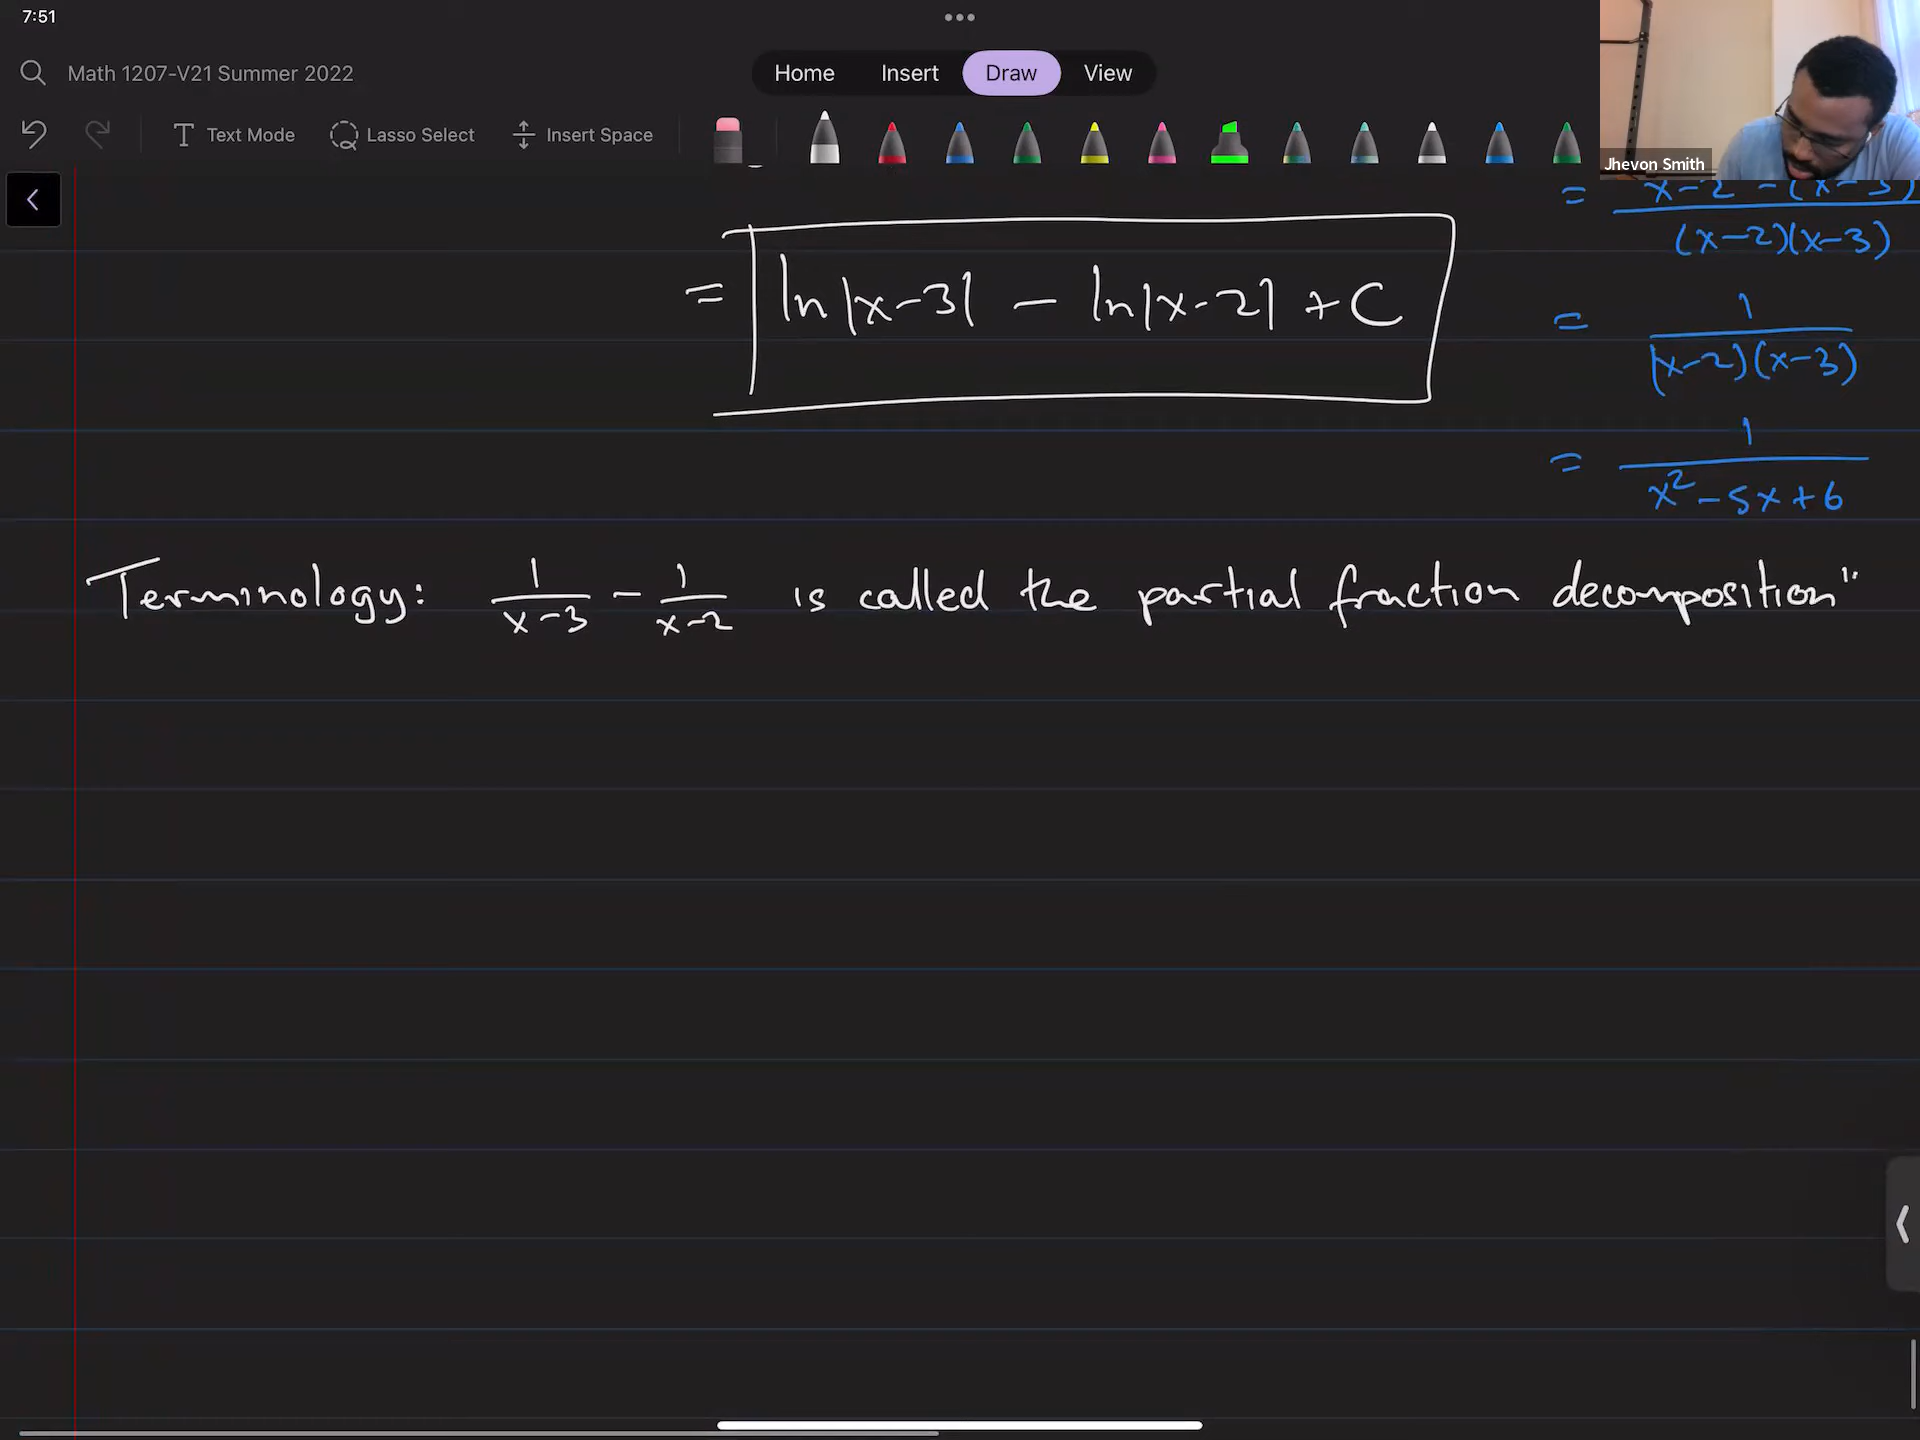 7:51
Math 1207-V21 Summer 2022
Home Insert Draw View
Text Mode Lasso Select Insert Space
Jhevon Smith
= x-2 - (x-3)
(x-2)(x-3)
= ln|x-3| - ln|x-2| + C
= 1
(x-2)(x-3)
= 1
x² - 5x + 6
Terminology: 1/(x-3) - 1/(x-2) is called the partial fraction decomposition"